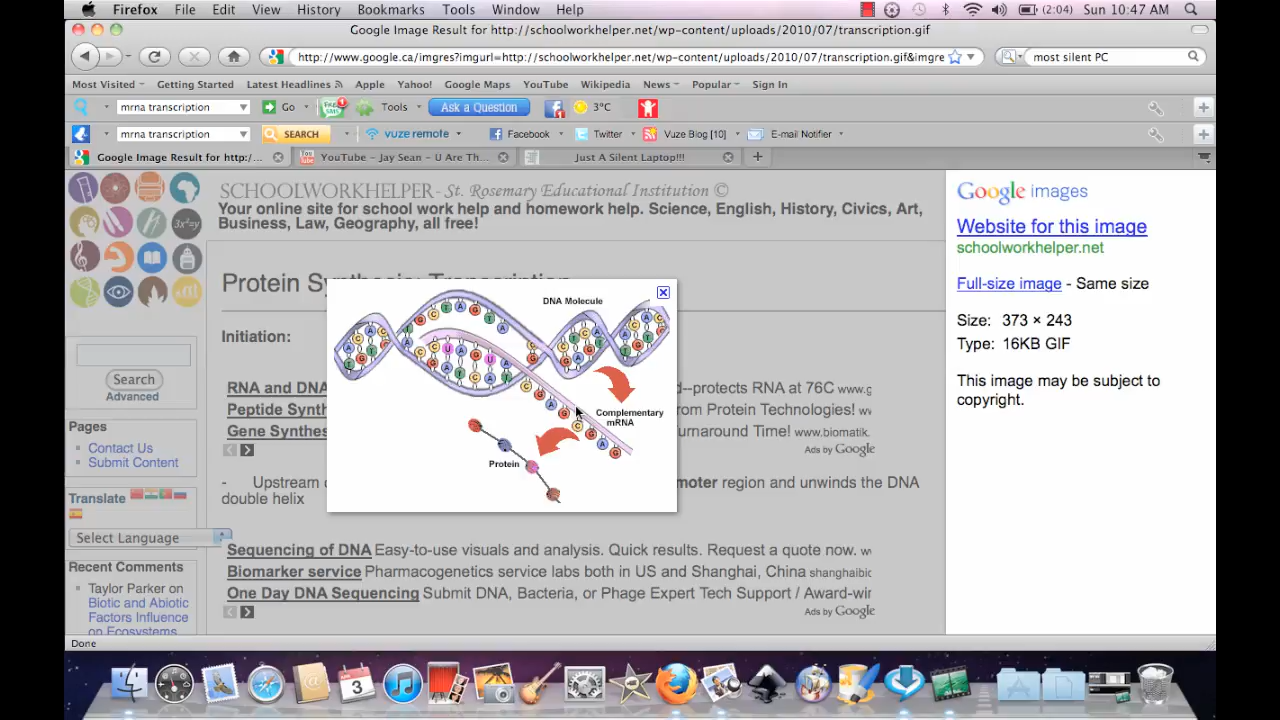 Firefox File Edit View History Bookmarks Tools Window Help (2:04) Sun 10:47 AM
Google Image Result for http://schoolworkhelper.net/wp-content/uploads/2010/07/transcription.gif
http://www.google.ca/imgres?imgurl=http://schoolworkhelper.net/wp-content/uploads/2010/07/transcription.gif&imgre most silent PC
Most Visited Getting Started Latest Headlines Apple Yahoo! Google Maps YouTube Wikipedia News Popular Sign In
mrna transcription Go Tools Ask a Question 3°C
mrna transcription SEARCH vuze remote Facebook Twitter Vuze Blog [10] E-mail Notifier
Google Image Result for http:/... YouTube - Jay Sean - U Are Th... Just A Silent Laptop!!!
SCHOOLWORKHELPER- St. Rosemary Educational Institution ©
Your online site for school work help and homework help. Science, English, History, Civics, Art,
Business, Law, Geography, all free!
Protein Synthesis: Transcription
Initiation:
RNA and DNA
d--protects RNA at 76C www.g
Peptide Synth
from Protein Technologies! w
Gene Synthes
urnaround Time! www.biomatik.
Ads by Google
- Upstream
moter region and unwinds the DNA
double helix
Sequencing of DNA Easy-to-use visuals and analysis. Quick results. Request a quote now. w
Biomarker service Pharmacogenetics service labs both in US and Shanghai, China shanghaibic
One Day DNA Sequencing Submit DNA, Bacteria, or Phage Expert Tech Support / Award-wir
Ads by Google
DNA Molecule
Complementary
mRNA
Protein
Search
Advanced
Pages
Contact Us
Submit Content
Translate
Select Language
Recent Comments
Taylor Parker on
Biotic and Abiotic
Factors Influence
on Ecosystems
Google images
Website for this image
schoolworkhelper.net
Full-size image - Same size
Size: 373 × 243
Type: 16KB GIF
This image may be subject to
copyright.
Done
APR
3